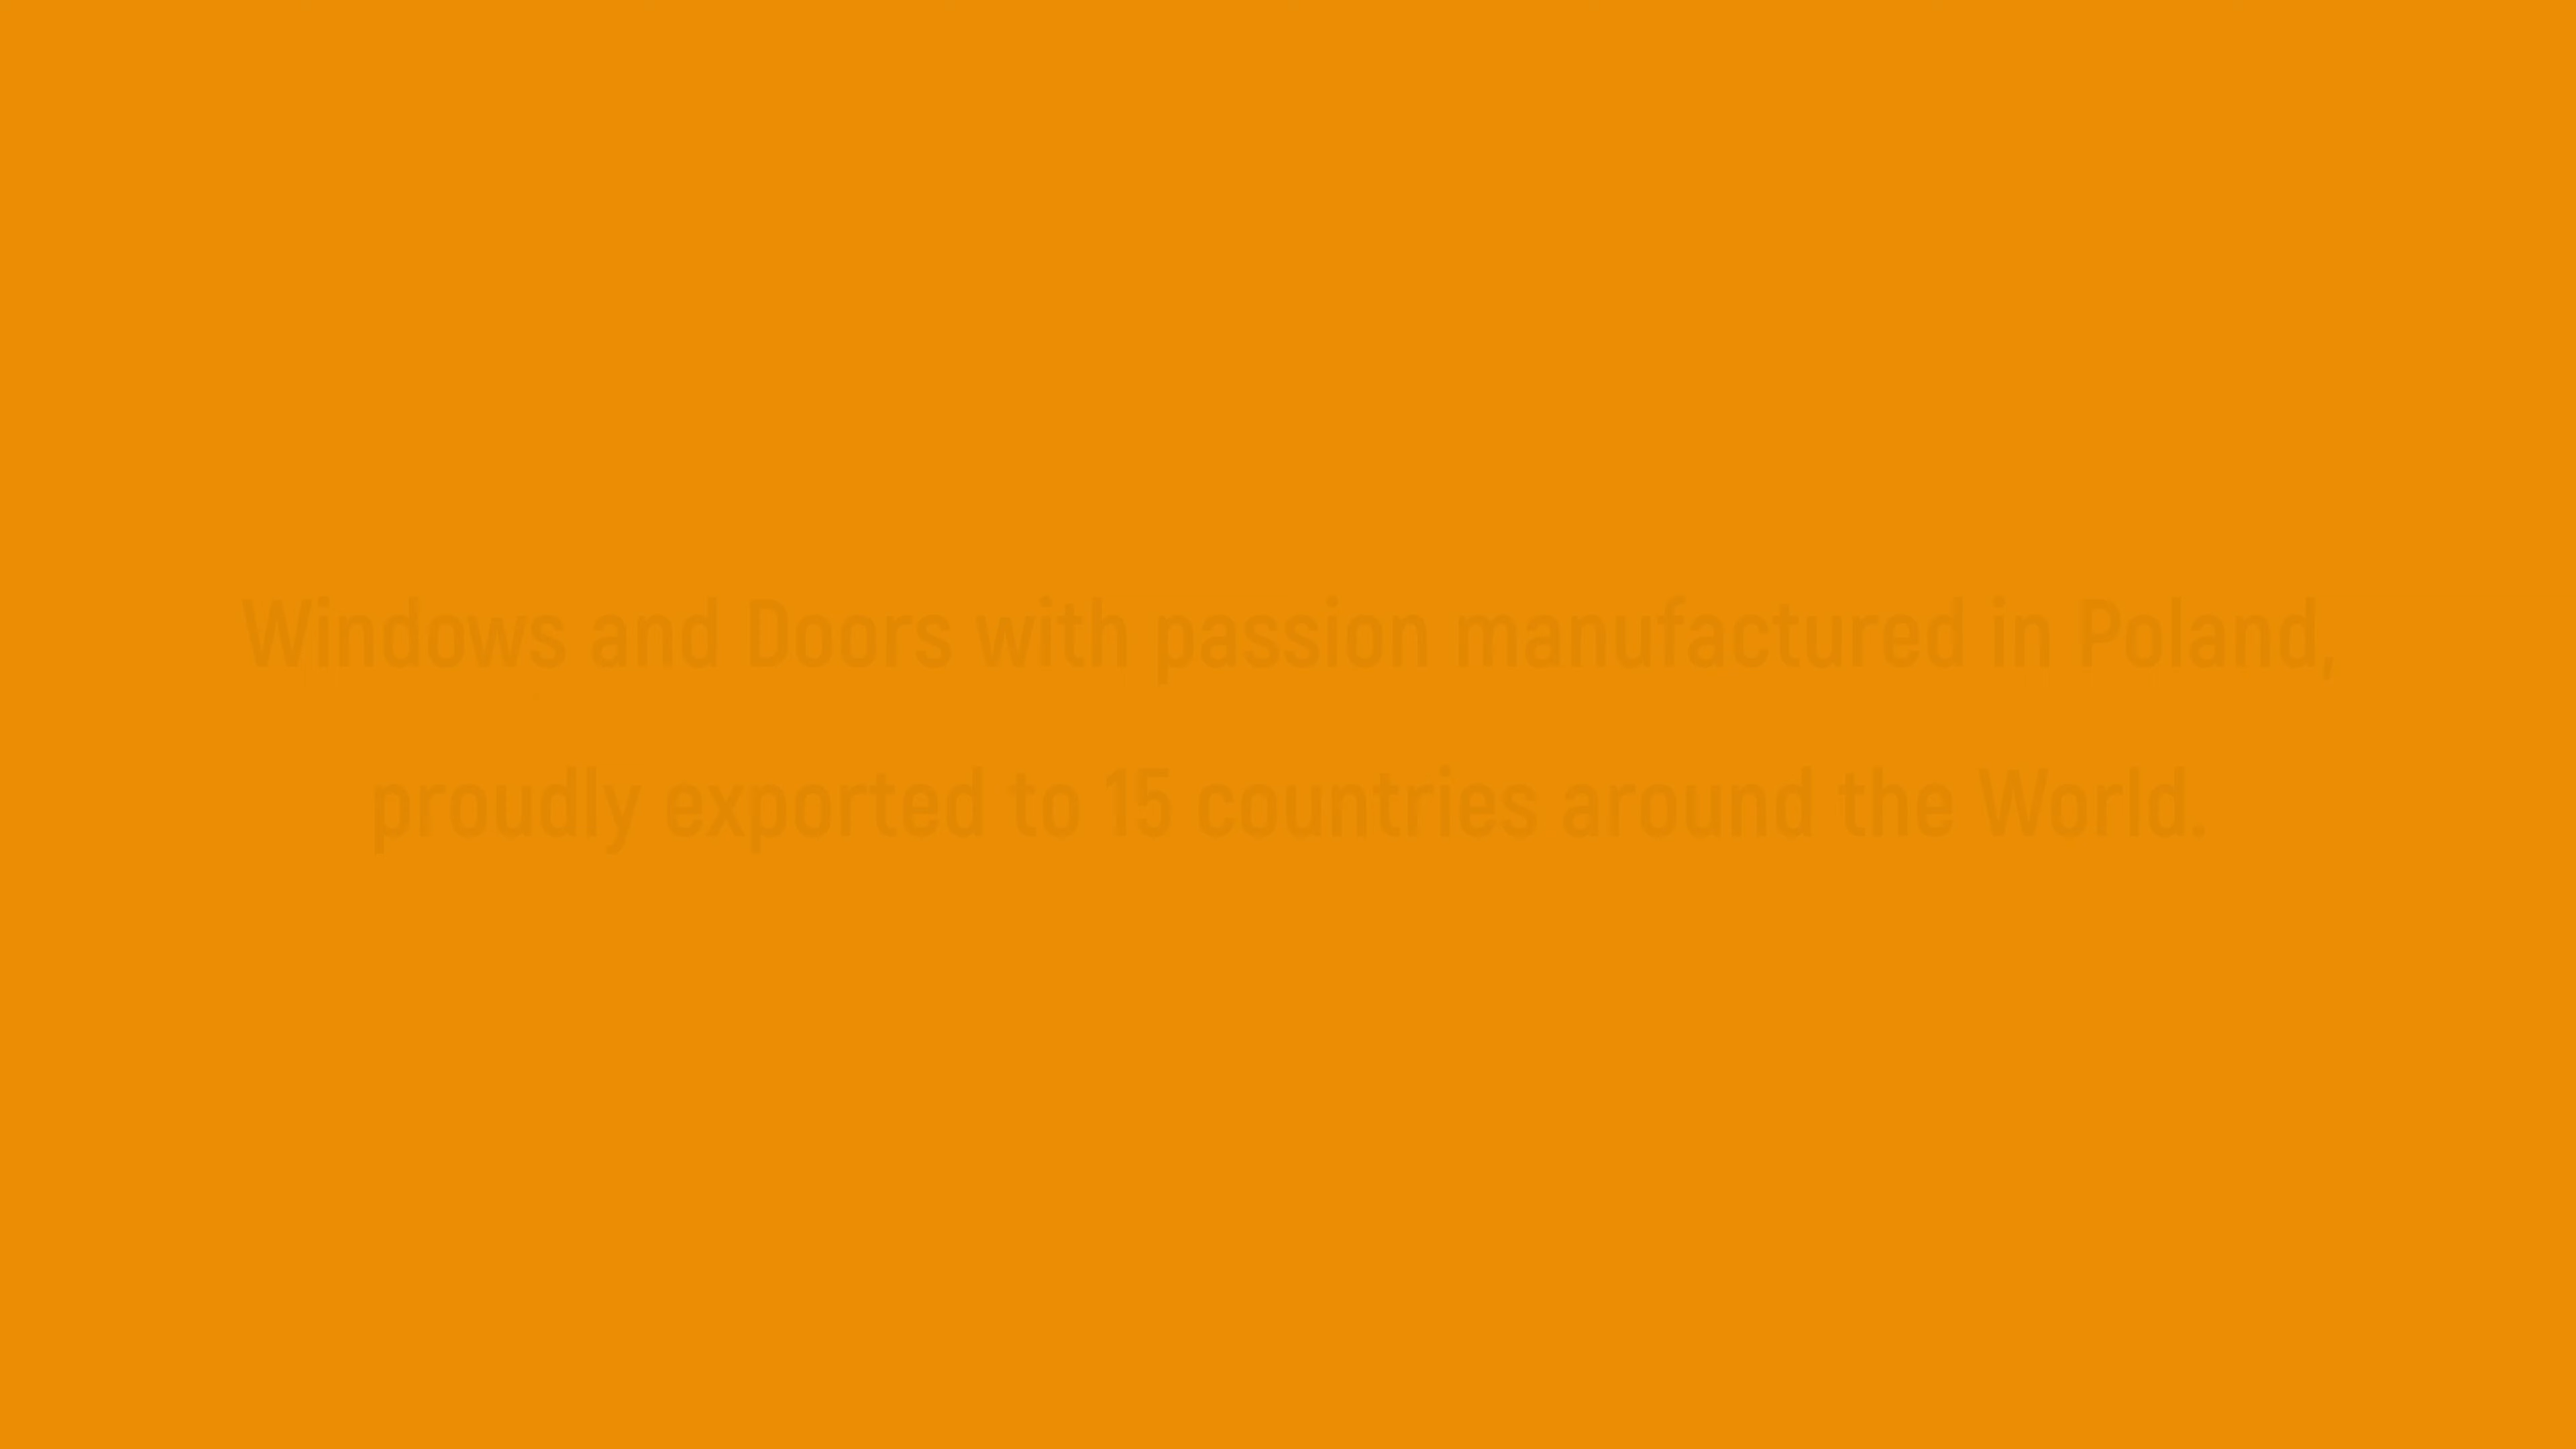 Windows and Doors with passion manufactured in Poland,
proudly exported to 15 countries around the World.